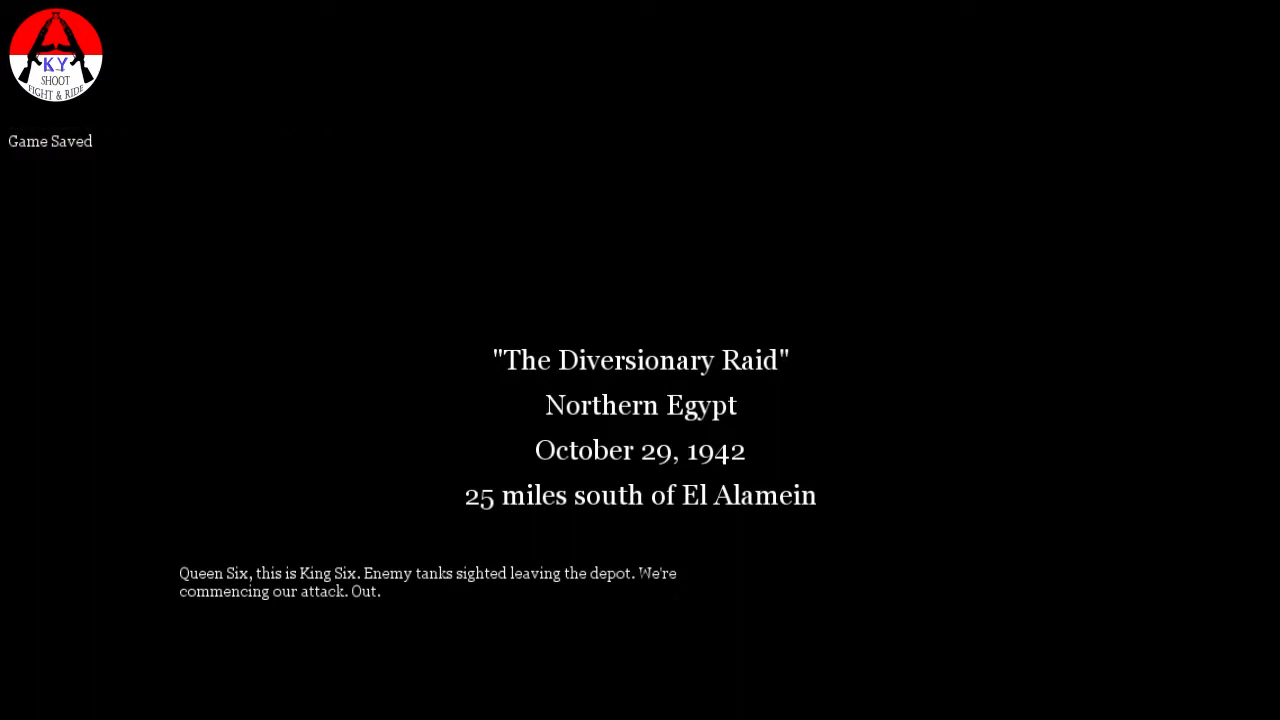 KY
SHOOT
FIGHT & RIDE
Game Saved
"The Diversionary Raid"
Northern Egypt
October 29, 1942
25 miles south of El Alamein
Queen Six, this is King Six. Enemy tanks sighted leaving the depot. We're
commencing our attack. Out.